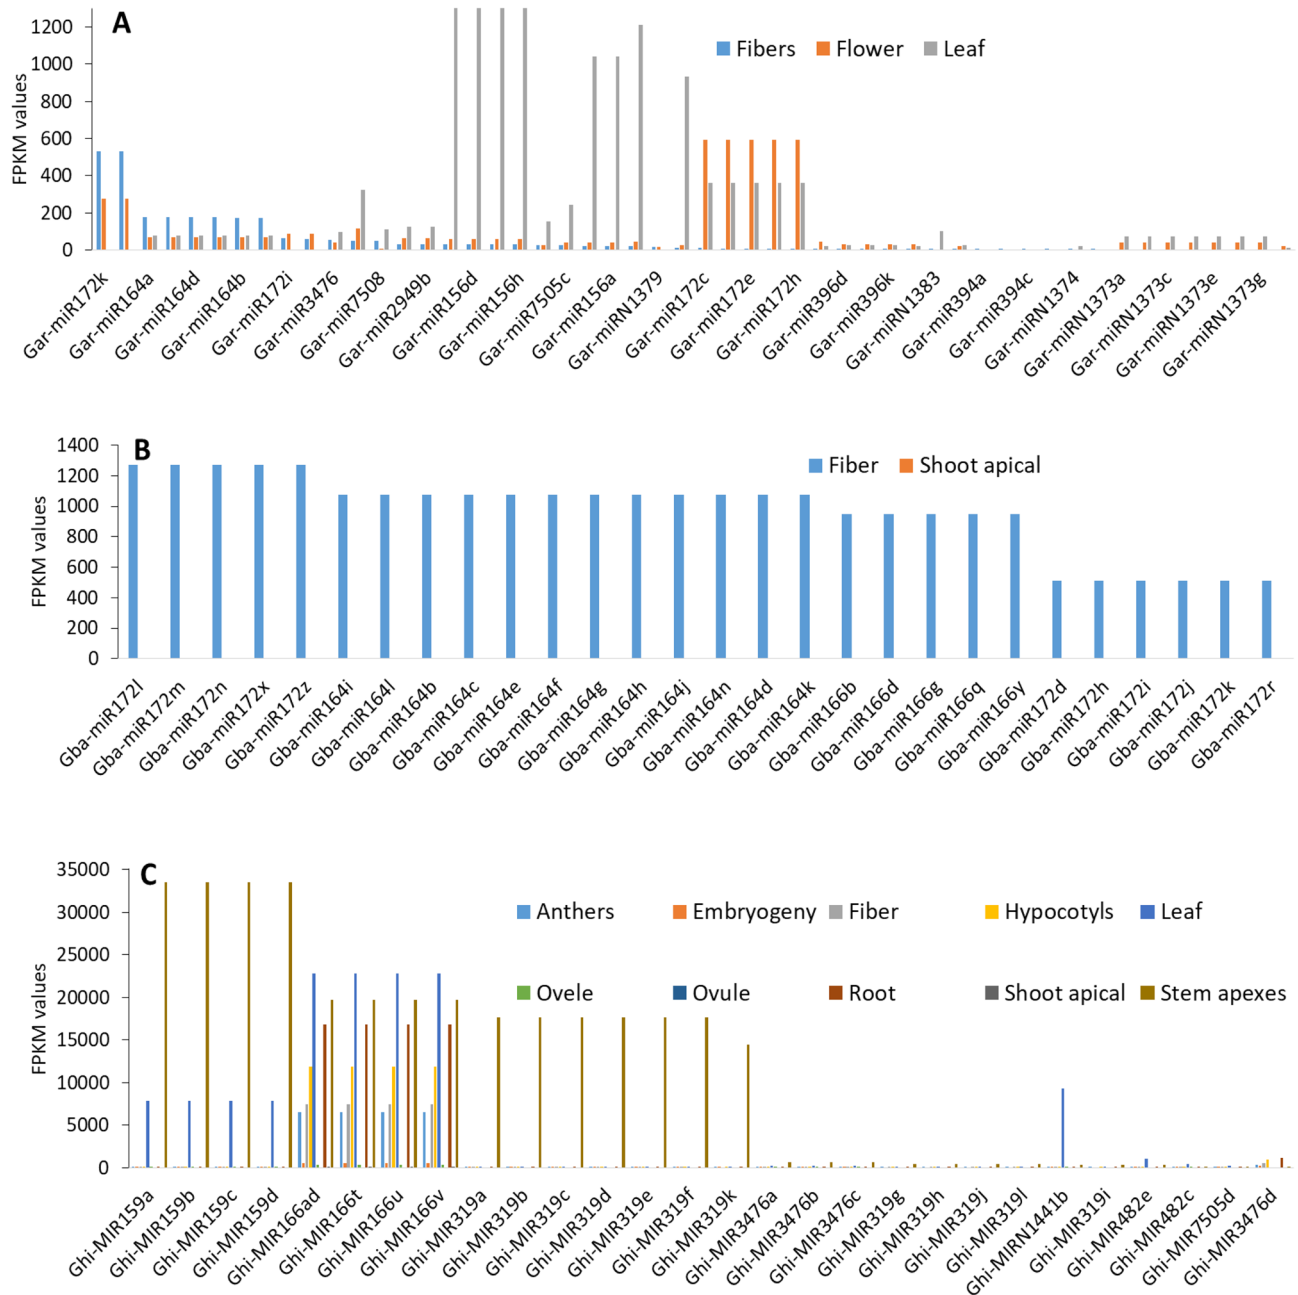 A
Fibers Flower Leaf
FPKM values
1200
1000
800
600
400
200
0
Gar-miR172k
Gar-miR164a
Gar-miR164d
Gar-miR164b
Gar-miR172i
Gar-miR3476
Gar-miR7508
Gar-miR2949b
Gar-miR156d
Gar-miR156h
Gar-miR7505c
Gar-miR156a
Gar-miRN1379
Gar-miR172c
Gar-miR172e
Gar-miR172h
Gar-miR396d
Gar-miR396k
Gar-miRN1383
Gar-miR394a
Gar-miR394c
Gar-miRN1374
Gar-miRN1373a
Gar-miRN1373c
Gar-miRN1373e
Gar-miRN1373g
B
Fiber Shoot apical
FPKM values
1400
1200
1000
800
600
400
200
0
Gba-miR172l
Gba-miR172m
Gba-miR172n
Gba-miR172x
Gba-miR172z
Gba-miR164i
Gba-miR164l
Gba-miR164b
Gba-miR164c
Gba-miR164e
Gba-miR164f
Gba-miR164g
Gba-miR164h
Gba-miR164j
Gba-miR164n
Gba-miR164d
Gba-miR164k
Gba-miR166b
Gba-miR166d
Gba-miR166g
Gba-miR166q
Gba-miR166y
Gba-miR172d
Gba-miR172h
Gba-miR172i
Gba-miR172j
Gba-miR172k
Gba-miR172r
C
Anthers Embryogeny Fiber Hypocotyls Leaf
Ovele Ovule Root Shoot apical Stem apexes
FPKM values
35000
30000
25000
20000
15000
10000
5000
0
Ghi-MIR159a
Ghi-MIR159b
Ghi-MIR159c
Ghi-MIR159d
Ghi-MIR166ad
Ghi-MIR166t
Ghi-MIR166u
Ghi-MIR166v
Ghi-MIR319a
Ghi-MIR319b
Ghi-MIR319c
Ghi-MIR319d
Ghi-MIR319e
Ghi-MIR319f
Ghi-MIR319k
Ghi-MIR3476a
Ghi-MIR3476b
Ghi-MIR3476c
Ghi-MIR319g
Ghi-MIR319h
Ghi-MIR319j
Ghi-MIR319l
Ghi-MIRN1441b
Ghi-MIR319i
Ghi-MIR482e
Ghi-MIR482c
Ghi-MIR7505d
Ghi-MIR3476d